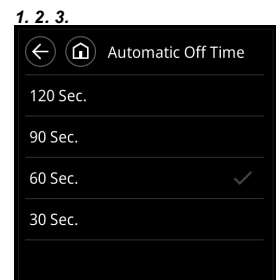 1. 2. 3.
Automatic Off Time
120 Sec.
90 Sec.
60 Sec.
30 Sec.